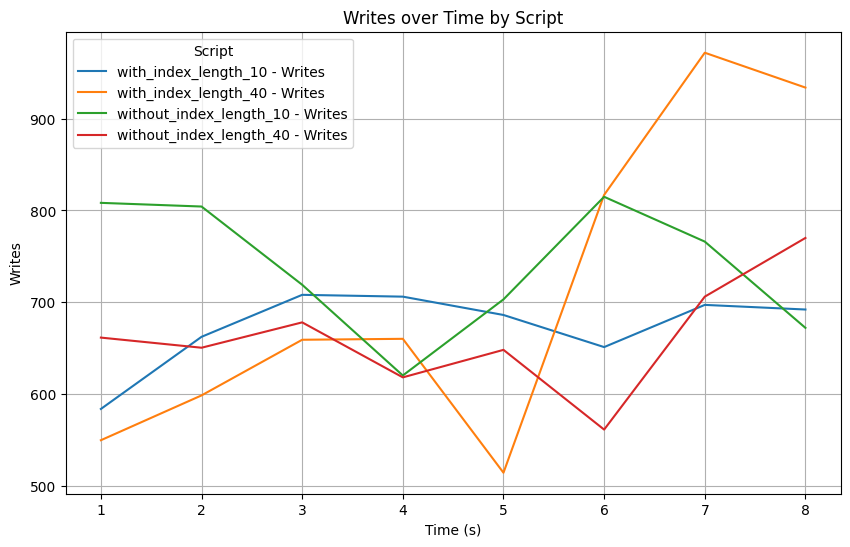 Writes over Time by Script
Script
with_index_length_10 - Writes
with_index_length_40 - Writes
without_index_length_10 - Writes
without_index_length_40 - Writes
Writes
900
800
700
600
500
1 2 3 4 5 6 7 8
Time (s)